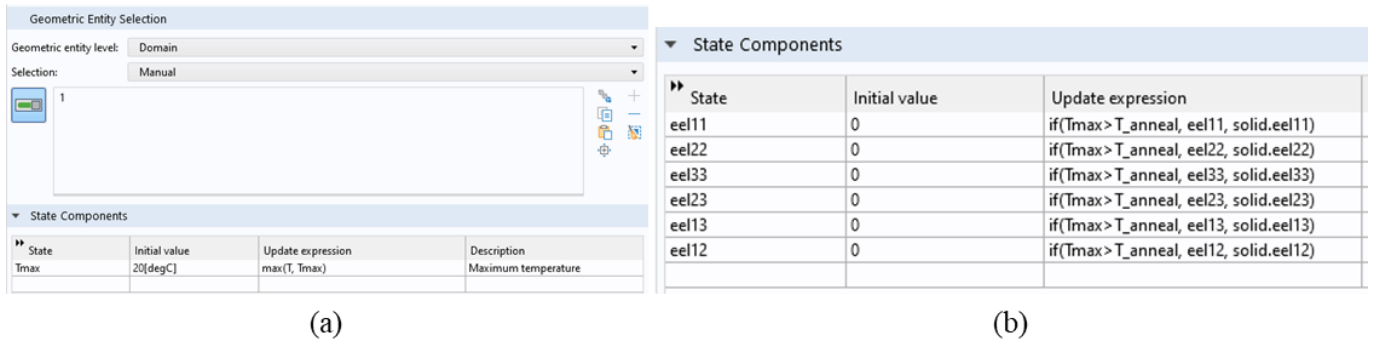 Geometric Entity Selection
Geometric entity level: Domain
Selection: Manual
1
State Components
State Initial value Update expression Description
Tmax 20[degC] max(T, Tmax) Maximum temperature
(a)
State Components
State Initial value Update expression
eel11 0 if(Tmax>T_anneal, eel11, solid.eel11)
eel22 0 if(Tmax>T_anneal, eel22, solid.eel22)
eel33 0 if(Tmax>T_anneal, eel33, solid.eel33)
eel23 0 if(Tmax>T_anneal, eel23, solid.eel23)
eel13 0 if(Tmax>T_anneal, eel13, solid.eel13)
eel12 0 if(Tmax>T_anneal, eel12, solid.eel12)
(b)